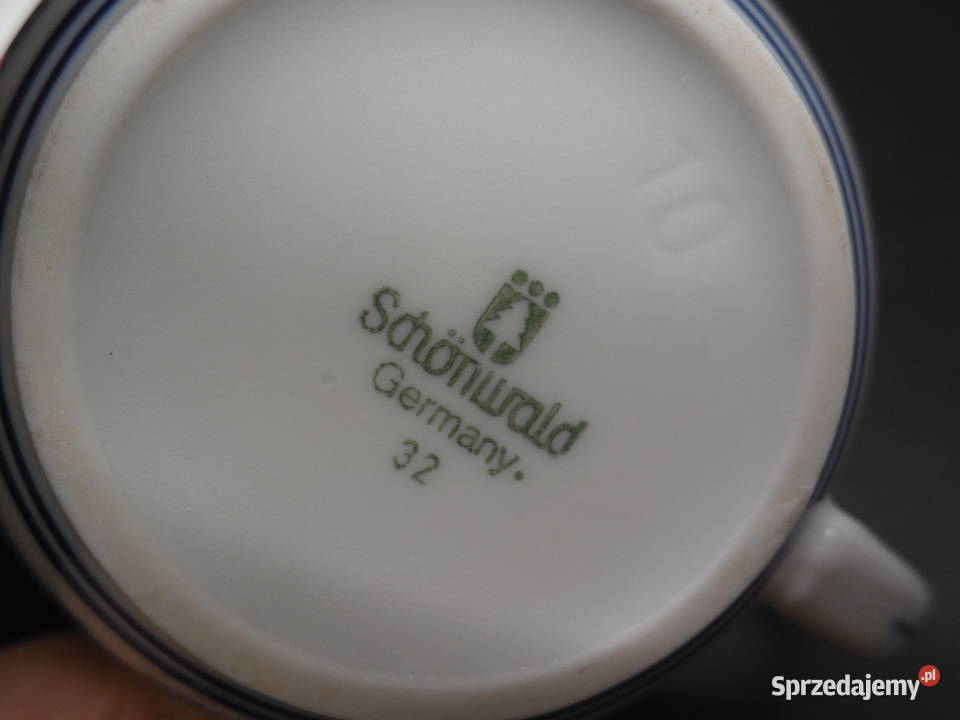 10
Schönwald
Germany.
32
Sprzedajemy.pl